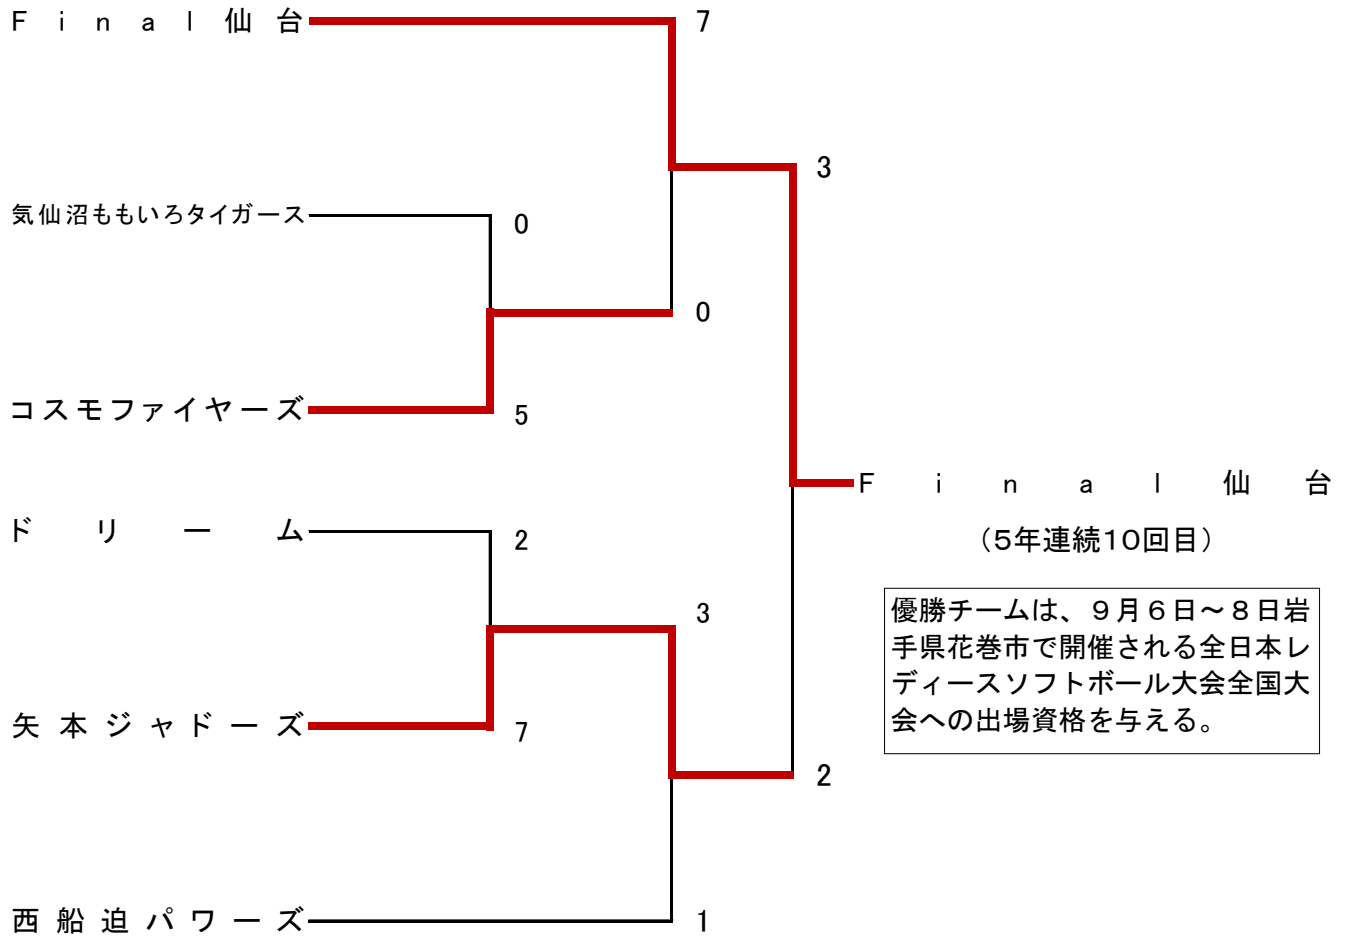 Final仙台
7
3
気仙沼ももいろタイガース
0
0
コスモファイヤーズ
5
Final仙台
ドリーム
2
(5年連続10回目)
3
優勝チームは、9月6日~8日岩
手県花巻市で開催される全日本レ
ディースソフトボール大会全国大
会への出場資格を与える。
矢本ジャドーズ
7
2
西船迫パワーズ
1